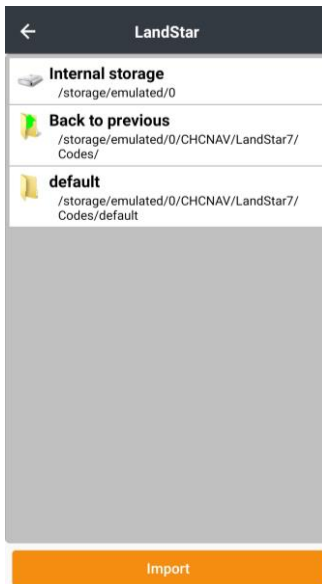 LandStar
Internal storage
/storage/emulated/0
Back to previous
/storage/emulated/0/CHCNAV/LandStar7/
Codes/
default
/storage/emulated/0/CHCNAV/LandStar7/
Codes/default
Import